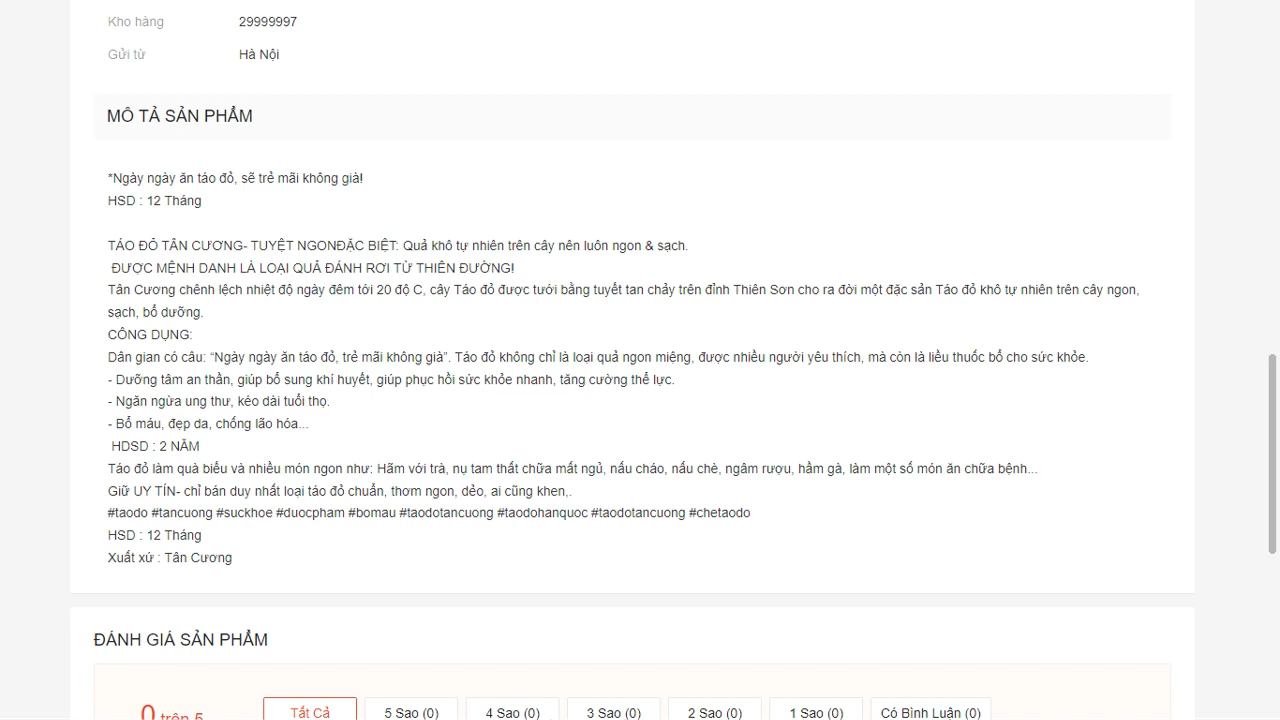 Kho hàng 29999997
Gửi từ Hà Nội
MÔ TẢ SẢN PHẨM
*Ngày ngày ăn táo đỏ, sẽ trẻ mãi không già!
HSD : 12 Tháng
TÁO ĐỎ TÂN CƯƠNG- TUYỆT NGONĐẶC BIỆT: Quả khô tự nhiên trên cây nên luôn ngon & sạch.
ĐƯỢC MỆNH DANH LÀ LOẠI QUẢ ĐÁNH RƠI TỪ THIÊN ĐƯỜNG!
Tân Cương chênh lệch nhiệt độ ngày đêm tới 20 độ C, cây Táo đỏ được tưới bằng tuyết tan chảy trên đỉnh Thiên Sơn cho ra đời một đặc sản Táo đỏ khô tự nhiên trên cây ngon,
sạch, bổ dưỡng.
CÔNG DỤNG:
Dân gian có câu: “Ngày ngày ăn táo đỏ, trẻ mãi không già”. Táo đỏ không chỉ là loại quả ngon miệng, được nhiều người yêu thích, mà còn là liều thuốc bổ cho sức khỏe.
- Dưỡng tâm an thần, giúp bổ sung khí huyết, giúp phục hồi sức khỏe nhanh, tăng cường thể lực.
- Ngăn ngừa ung thư, kéo dài tuổi thọ.
- Bổ máu, đẹp da, chống lão hóa...
HDSD : 2 NĂM
Táo đỏ làm quà biếu và nhiều món ngon như: Hãm với trà, nụ tam thất chữa mất ngủ, nấu cháo, nấu chè, ngâm rượu, hầm gà, làm một số món ăn chữa bệnh...
Giữ UY TÍN- chỉ bán duy nhất loại táo đỏ chuẩn, thơm ngon, dẻo, ai cũng khen,.
#taodo #tancuong #suckhoe #duocpham #bomau #taodotancuong #taodohanquoc #taodotancuong #chetaodo
HSD : 12 Tháng
Xuất xứ : Tân Cương
ĐÁNH GIÁ SẢN PHẨM
0 trên 5 Tất Cả 5 Sao (0) 4 Sao (0) 3 Sao (0) 2 Sao (0) 1 Sao (0) Có Bình Luận (0)